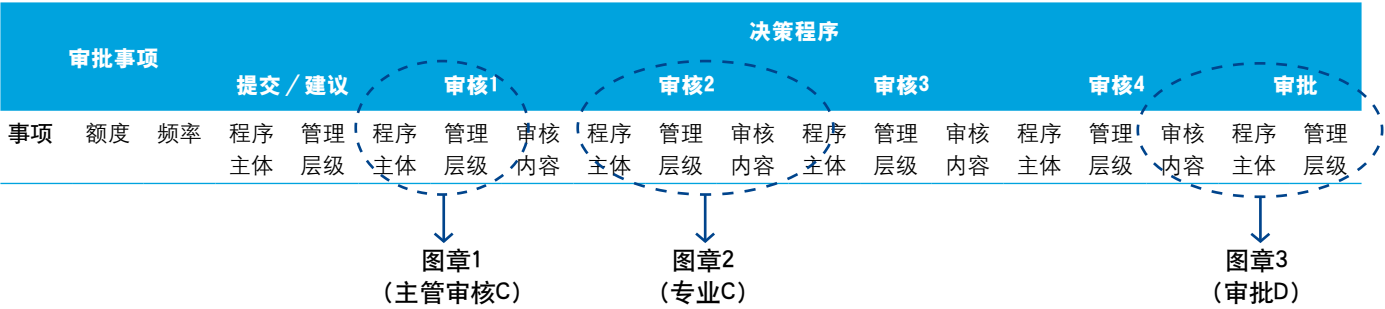 决策程序
审批事项
提交/建议 审核1 审核2 审核3 审核4 审批
事项 额度 频率 程序 管理 程序 管理 审核 程序 管理 审核 程序 管理 审核 程序 管理 审核 程序 管理
主体 层级 主体 层级 内容 主体 层级 内容 主体 层级 内容 主体 层级 内容 主体 层级
图章1 图章2 图章3
（主管审核C） （专业C） （审批D）